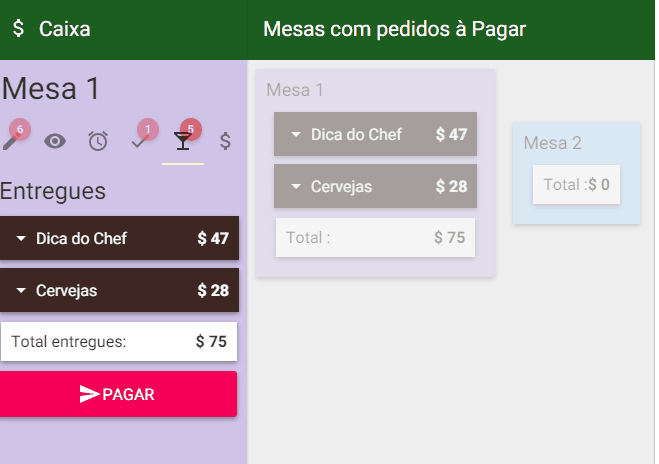 $ Caixa
Mesas com pedidos à Pagar
Mesa 1
6
1
5
$
Entregues
Dica do Chef $ 47
Cervejas $ 28
Total entregues: $ 75
PAGAR
Mesa 1
Dica do Chef $ 47
Cervejas $ 28
Total : $ 75
Mesa 2
Total :$ 0